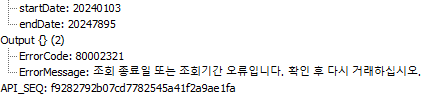 startDate: 20240103
endDate: 20247895
Output {} (2)
ErrorCode: 80002321
ErrorMessage: 조회 종료일 또는 조회기간 오류입니다. 확인 후 다시 거래하십시오.
API_SEQ: f9282792b07cd7782545a41f2a9ae1fa